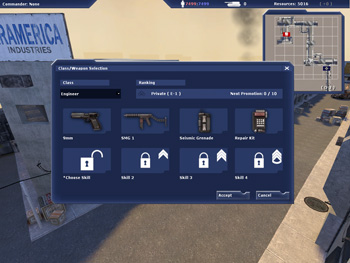 Commander: None
Resources: 5016
RAMERICA
INDUSTRIES
Class/Weapon Selection
Class
Ranking
Engineer
Private ( E-1 )
Next Promotion: 0 / 10
9mm
SMG 1
Seismic Grenade
Repair Kit
*Choose Skill
Skill 2
Skill 3
Skill 4
Accept
Cancel